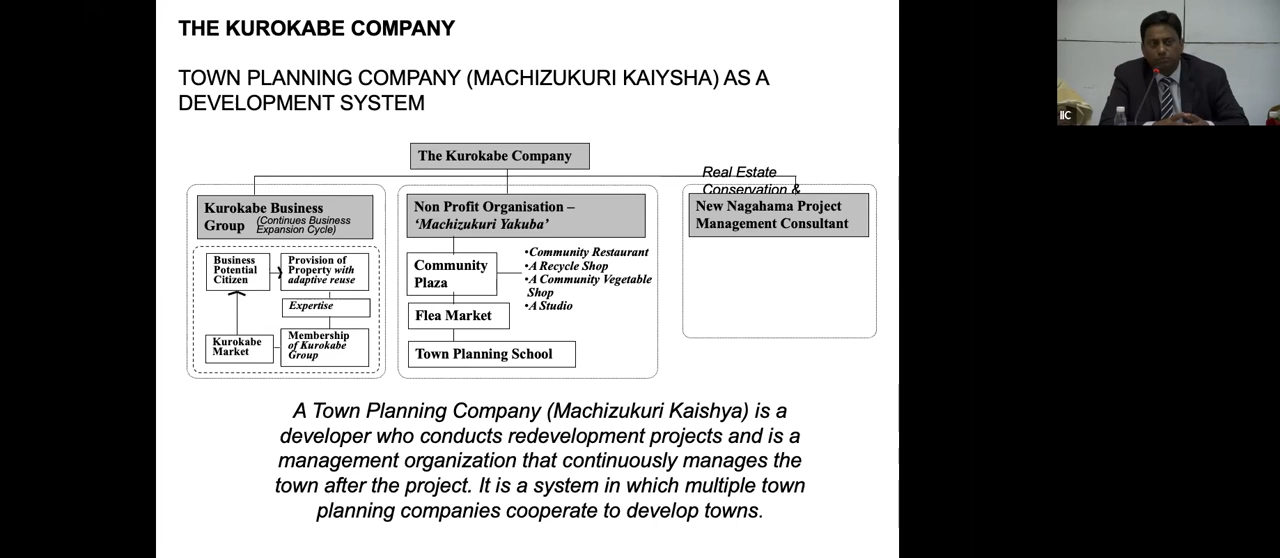 THE KUROKABE COMPANY
TOWN PLANNING COMPANY (MACHIZUKURI KAIYSHA) AS A
DEVELOPMENT SYSTEM
The Kurokabe Company
Kurokabe Business
Group (Continues Business
Expansion Cycle)
Business
Potential
Citizen
Provision of
Property with
adaptive reuse
Expertise
Kurokabe
Market
Membership
of Kurokabe
Group
Non Profit Organisation –
‘Machizukuri Yakuba’
Community
Plaza
•Community Restaurant
•A Recycle Shop
•A Community Vegetable
Shop
•A Studio
Flea Market
Town Planning School
Real Estate
Conservation &
New Nagahama Project
Management Consultant
A Town Planning Company (Machizukuri Kaishya) is a
developer who conducts redevelopment projects and is a
management organization that continuously manages the
town after the project. It is a system in which multiple town
planning companies cooperate to develop towns.
IIC